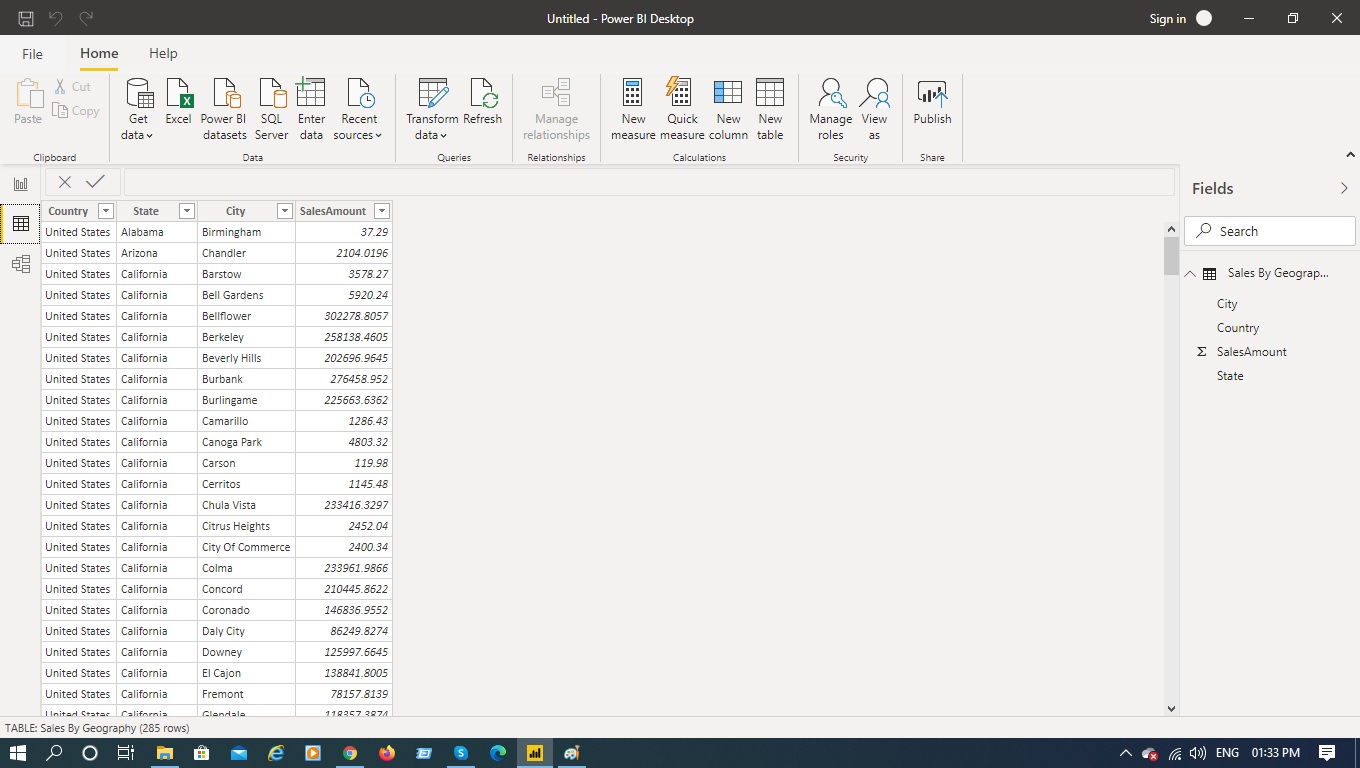 Untitled - Power BI Desktop
Sign in
File Home Help
Paste
Cut
Copy
Clipboard
Get data
Excel
Power BI datasets
SQL Server
Enter data
Recent sources
Data
Transform data
Refresh
Queries
Manage relationships
Relationships
New measure
Quick measure
New column
New table
Calculations
Manage roles
View as
Security
Publish
Share
Country State City SalesAmount
United States Alabama Birmingham 37.29
United States Arizona Chandler 2104.0196
United States California Barstow 3578.27
United States California Bell Gardens 5920.24
United States California Bellflower 302278.8057
United States California Berkeley 258138.4605
United States California Beverly Hills 202696.9645
United States California Burbank 276458.952
United States California Burlingame 225663.6362
United States California Camarillo 1286.43
United States California Canoga Park 4803.32
United States California Carson 119.98
United States California Cerritos 1145.48
United States California Chula Vista 233416.3297
United States California Citrus Heights 2452.04
United States California City Of Commerce 2400.34
United States California Colma 233961.9866
United States California Concord 210445.8622
United States California Coronado 146836.9552
United States California Daly City 86249.8274
United States California Downey 125997.6645
United States California El Cajon 138841.8005
United States California Fremont 78157.8139
United States California Glendale 118357.3874
Fields
Search
Sales By Geograp...
City
Country
Σ SalesAmount
State
TABLE: Sales By Geography (285 rows)
ENG 01:33 PM